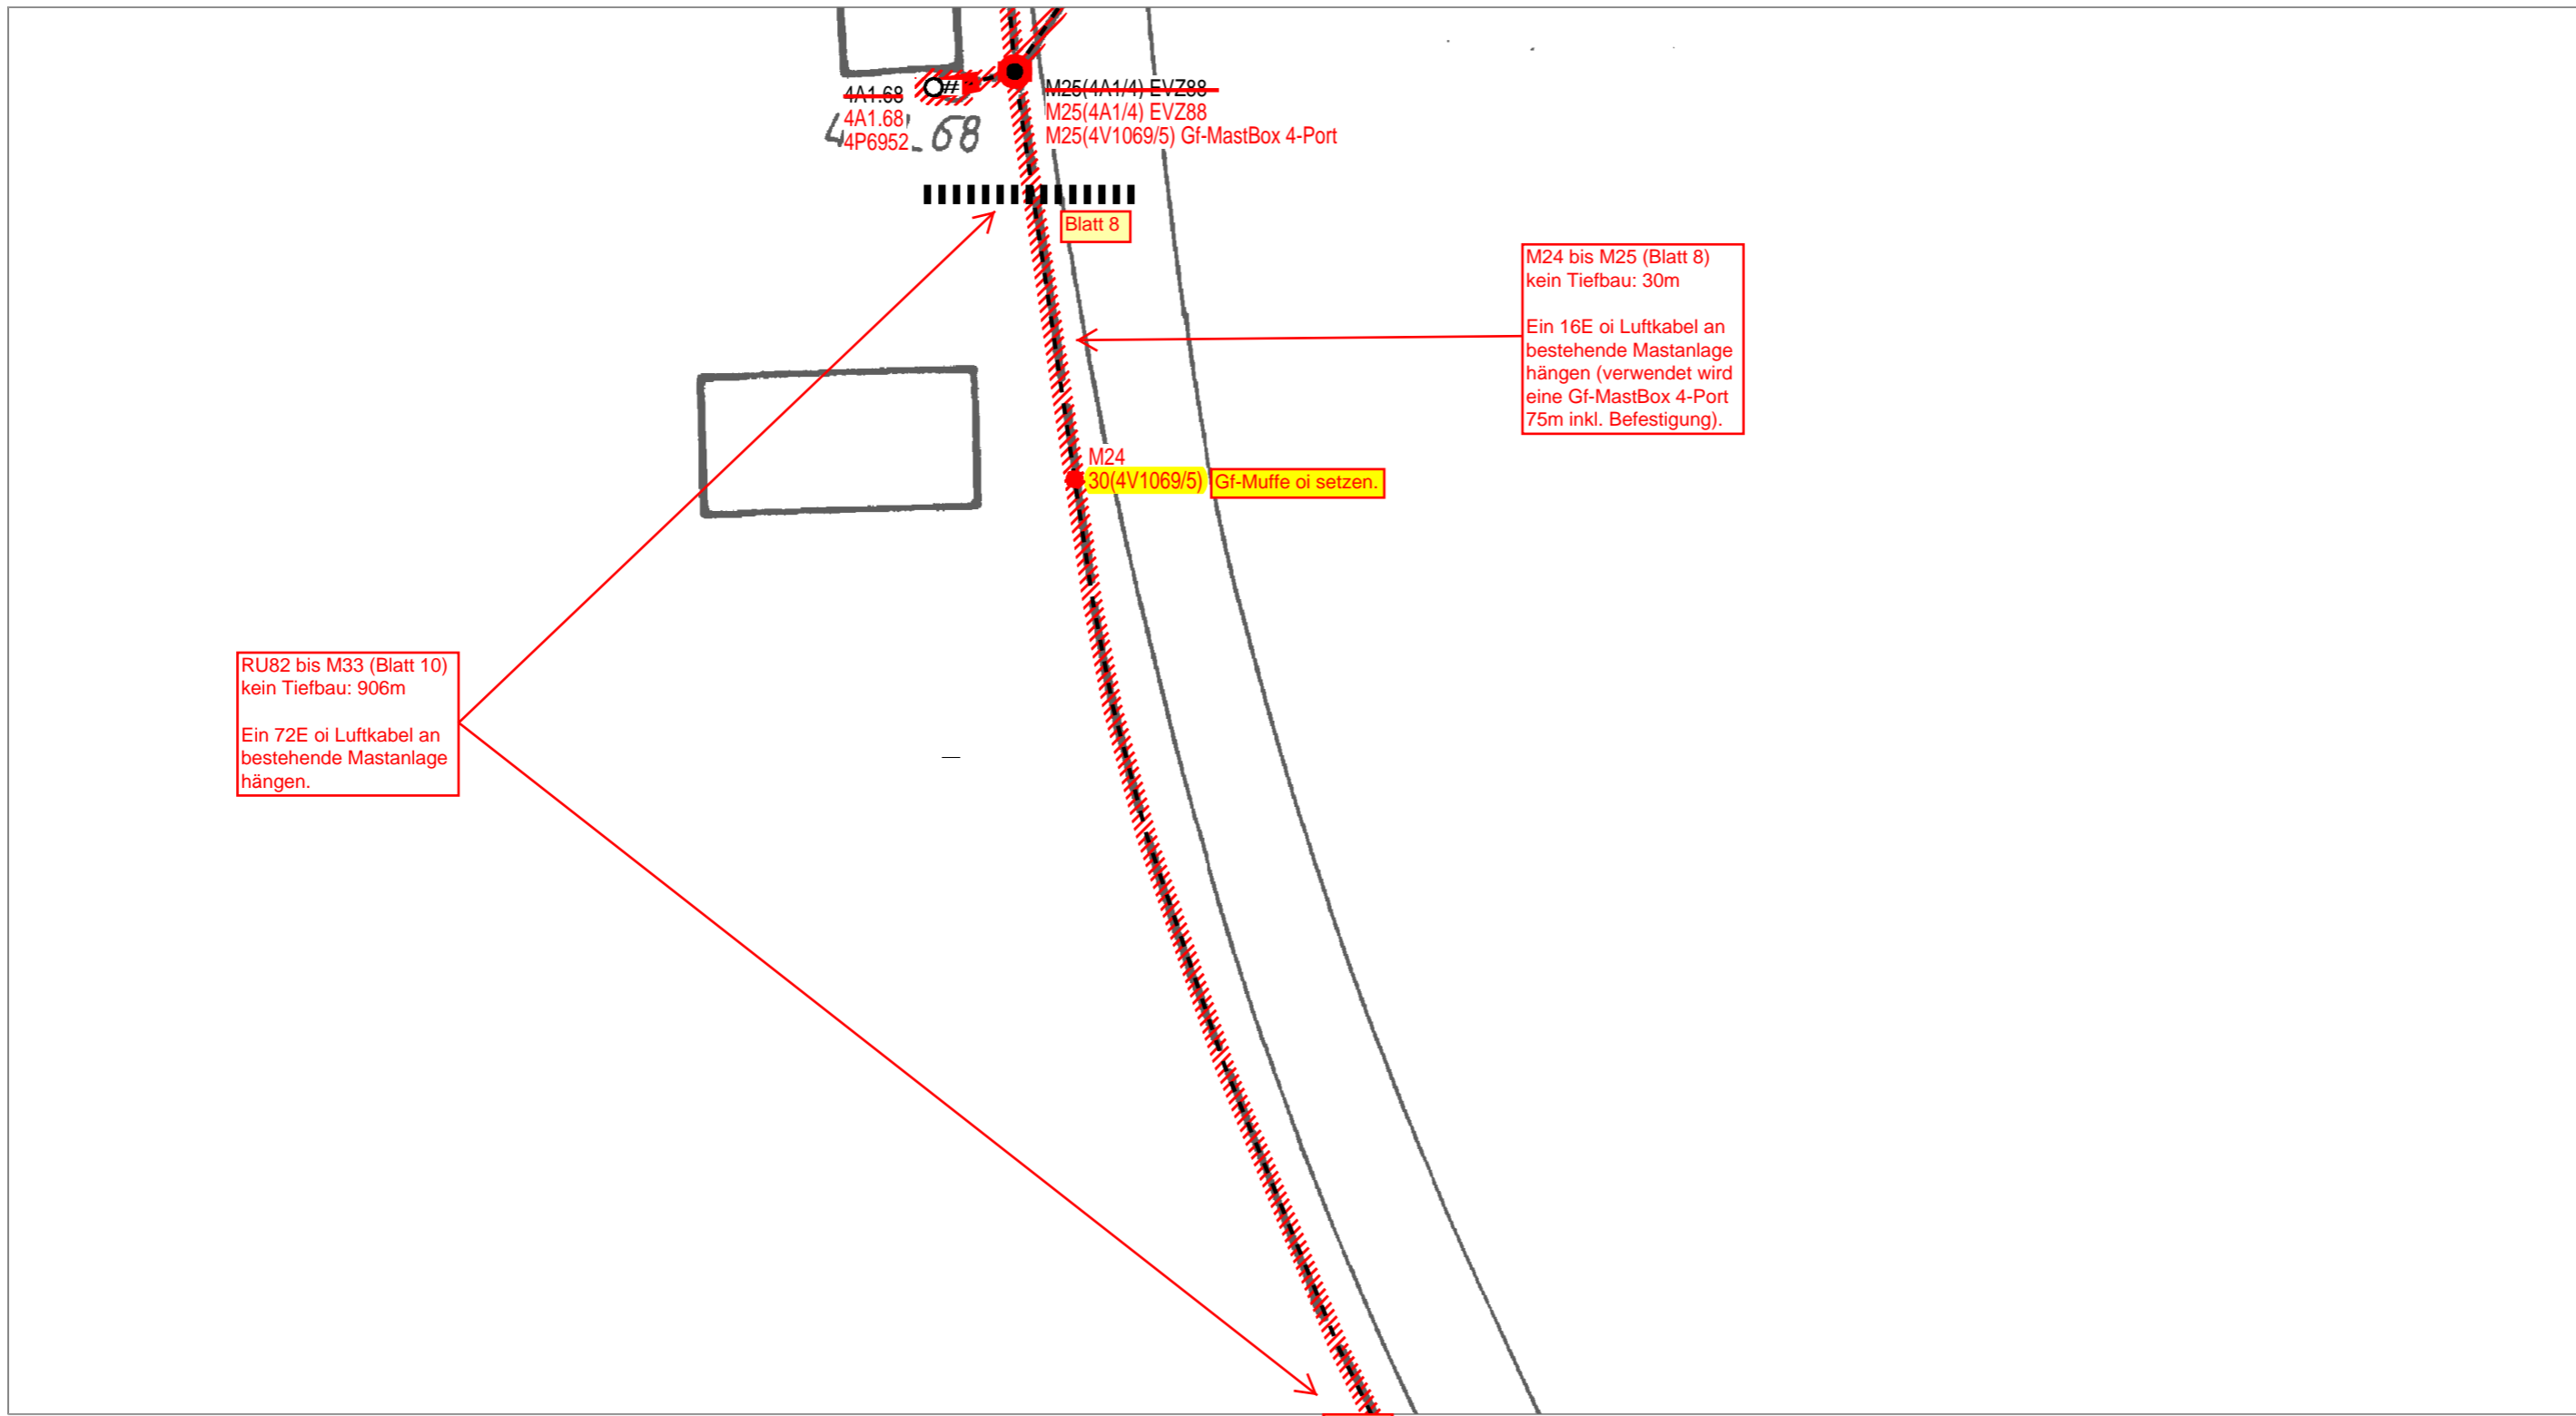 4A1.68
4A1.68
4P6952
68
M25(4A1/4) EVZ88
M25(4A1/4) EVZ88
M25(4V1069/5) Gf-MastBox 4-Port
Blatt 8
M24 bis M25 (Blatt 8)
kein Tiefbau: 30m
Ein 16E oi Luftkabel an
bestehende Mastanlage
hängen (verwendet wird
eine Gf-MastBox 4-Port
75m inkl. Befestigung).
M24
30(4V1069/5) Gf-Muffe oi setzen.
RU82 bis M33 (Blatt 10)
kein Tiefbau: 906m
Ein 72E oi Luftkabel an
bestehende Mastanlage
hängen.